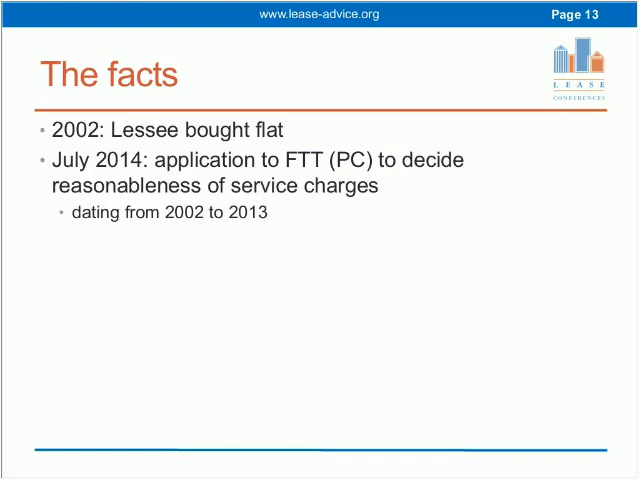 www.lease-advice.org
Page 13
The facts
LEASE
CONFERENCES
• 2002: Lessee bought flat
• July 2014: application to FTT (PC) to decide
reasonableness of service charges
• dating from 2002 to 2013